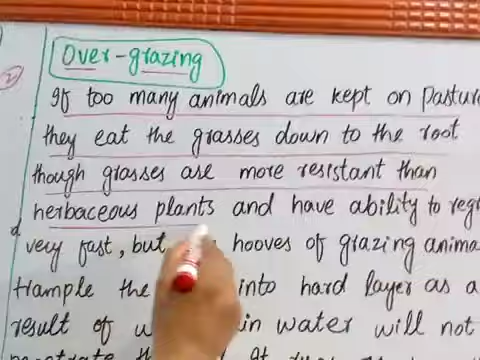 Over-grazing
If too many animals are kept on Pastur
they eat the grasses down to the root
though grasses are more resistant than
herbaceous plants and have ability to reg
very fast, but hooves of grazing anima
trample the into hard layer as a
result of in water will not